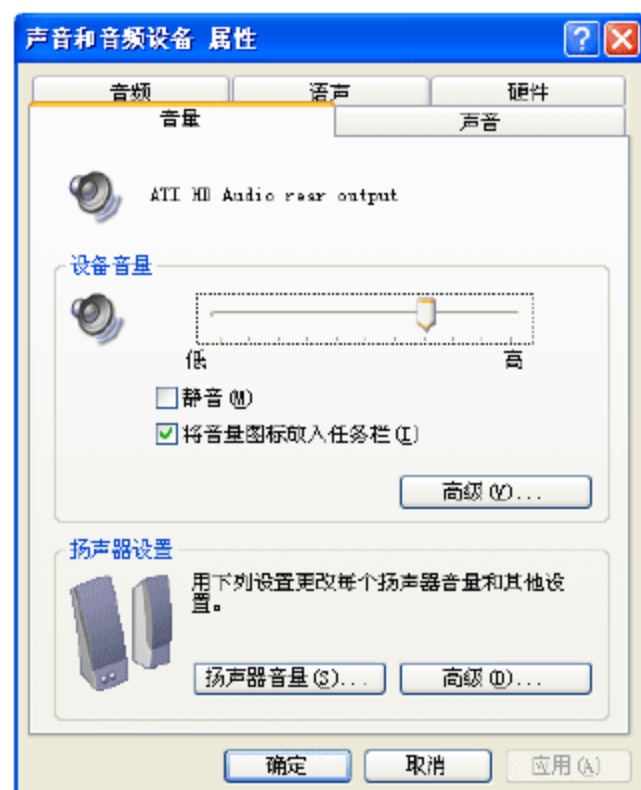 声音和音频设备 属性
音频 语声 硬件
音量 声音
ATI HD Audio rear output
设备音量
低 高
静音(M)
将音量图标放入任务栏(I)
高级(V)...
扬声器设置
用下列设置更改每个扬声器音量和其他设
置。
扬声器音量(S)... 高级(D)...
确定 取消 应用(A)